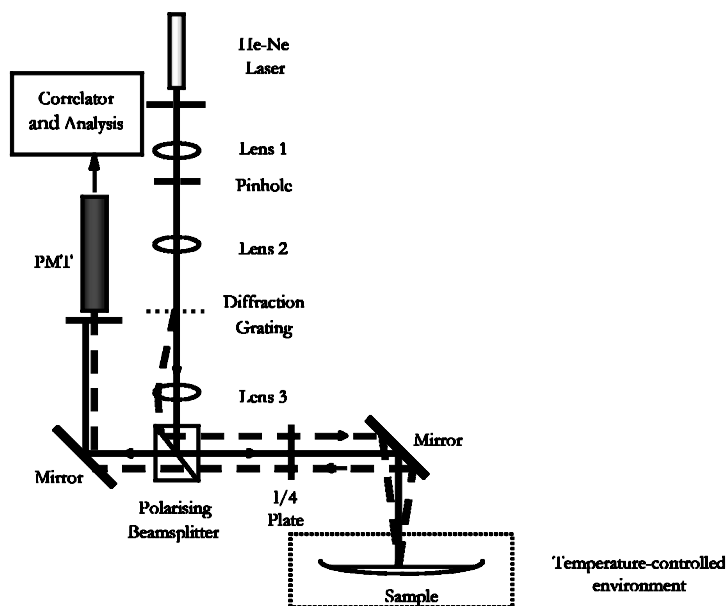 He-Ne
Laser
Correlator
and Analysis
Lens 1
Pinhole
Lens 2
PMT
Diffraction
Grating
Lens 3
Mirror
Mirror
1/4
Plate
Polarising
Beamsplitter
Temperature-controlled
environment
Sample